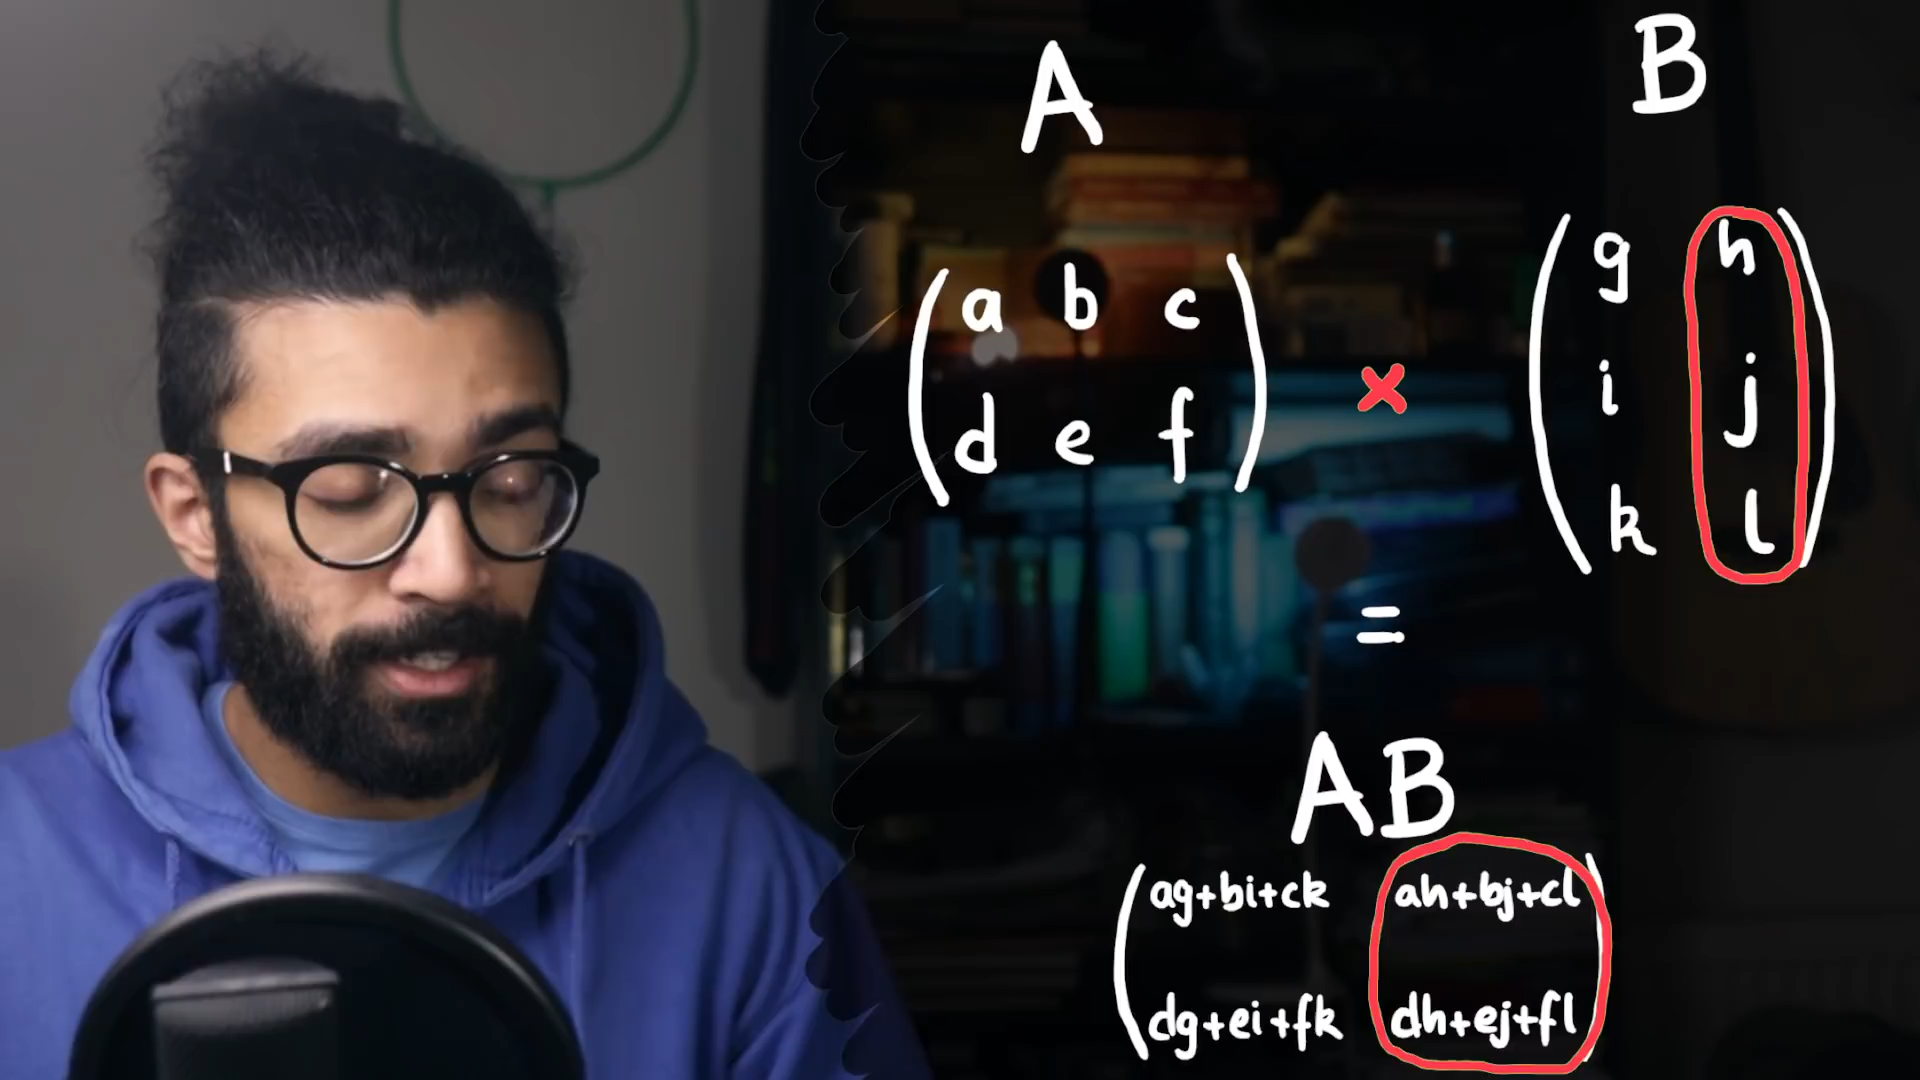 A
B
a b c
d e f
×
g h
i j
k l
=
AB
ag+bi+ck ah+bj+cl
dg+ei+fk dh+ej+fl